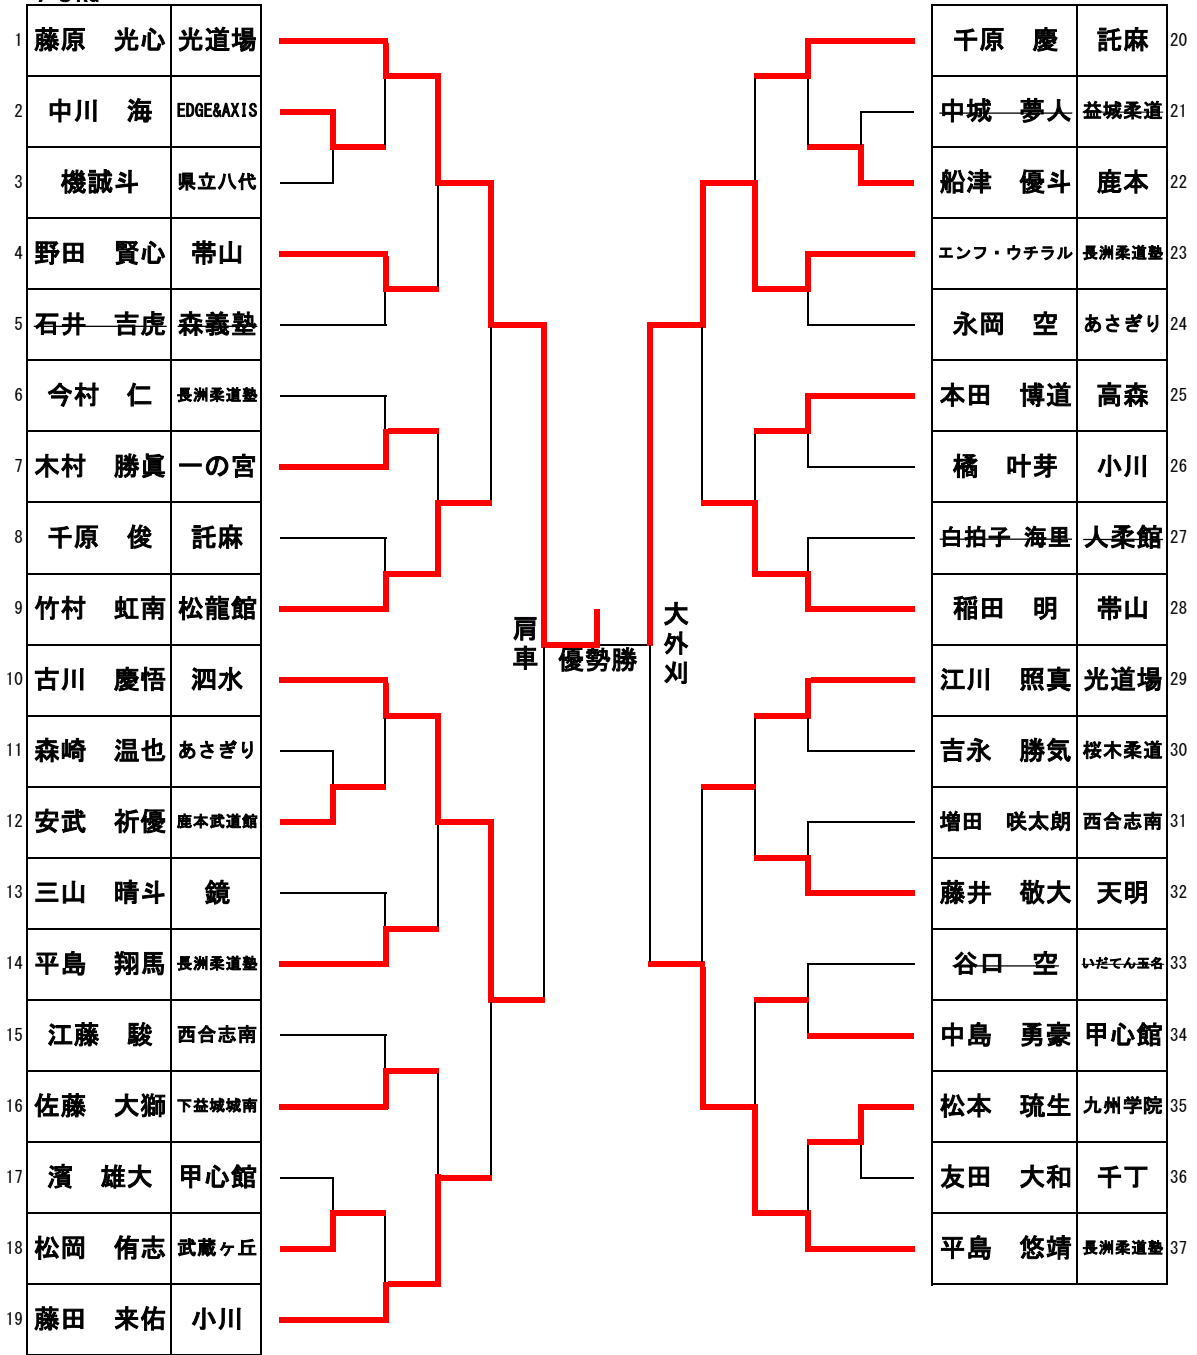 1 藤原 光心 光道場
2 中川 海 EDGE&AXIS
3 機誠斗 県立八代
4 野田 賢心 帯山
5 石井 吉虎 森義塾
6 今村 仁 長洲柔道塾
7 木村 勝眞 一の宮
8 千原 俊 託麻
9 竹村 虹南 松龍館
10 古川 慶悟 泗水
11 森崎 温也 あさぎり
12 安武 祈優 鹿本武道館
13 三山 晴斗 鏡
14 平島 翔馬 長洲柔道塾
15 江藤 駿 西合志南
16 佐藤 大獅 下益城城南
17 濱 雄大 甲心館
18 松岡 侑志 武蔵ヶ丘
19 藤田 来佑 小川
肩車
優勢勝
大外刈
千原 慶 託麻 20
中城 夢人 益城柔道 21
船津 優斗 鹿本 22
エンフ・ウチラル 長洲柔道塾 23
永岡 空 あさぎり 24
本田 博道 高森 25
橘 叶芽 小川 26
白拍子 海里 人柔館 27
稲田 明 帯山 28
江川 照真 光道場 29
吉永 勝気 桜木柔道 30
増田 咲太朗 西合志南 31
藤井 敬大 天明 32
谷口 空 いだてん玉名 33
中島 勇豪 甲心館 34
松本 琉生 九州学院 35
友田 大和 千丁 36
平島 悠靖 長洲柔道塾 37